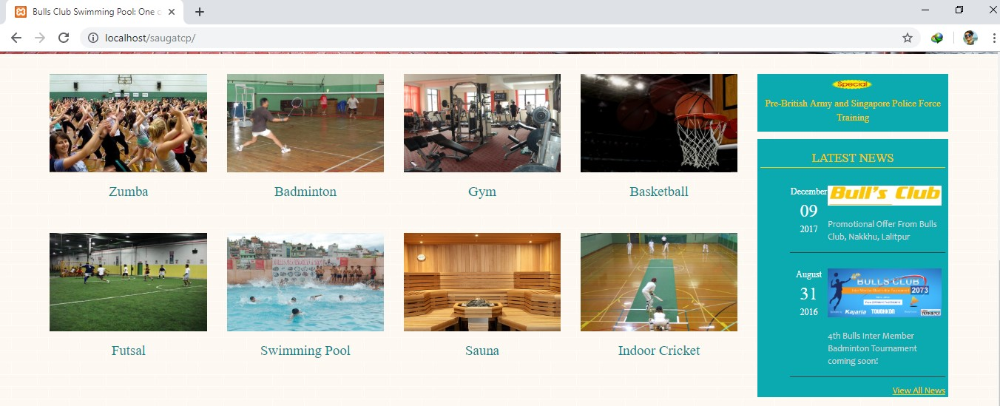 Bulls Club Swimming Pool: One o
localhost/saugatcp/
Zumba
Badminton
Gym
Basketball
Futsal
Swimming Pool
Sauna
Indoor Cricket
Special
Pre-British Army and Singapore Police Force
Training
LATEST NEWS
December
09
2017
Bull's Club
Promotional Offer From Bulls
Club, Nakkhu, Lalitpur
August
31
2016
BULLS CLUB
2073
Kajaria
TOUGHKON
4th Bulls Inter Member
Badminton Tournament
coming soon!
View All News